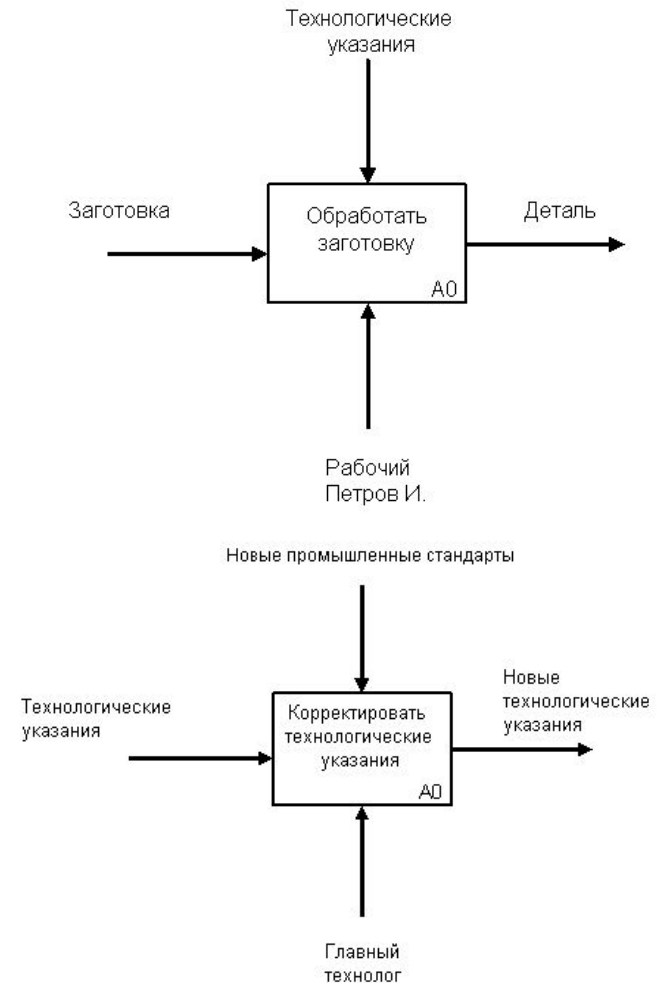 Технологические
указания
Заготовка
Обработать
заготовку
Деталь
A0
Рабочий
Петров И.
Новые промышленные стандарты
Технологические
указания
Корректировать
технологические
указания
Новые
технологические
указания
A0
Главный
технолог